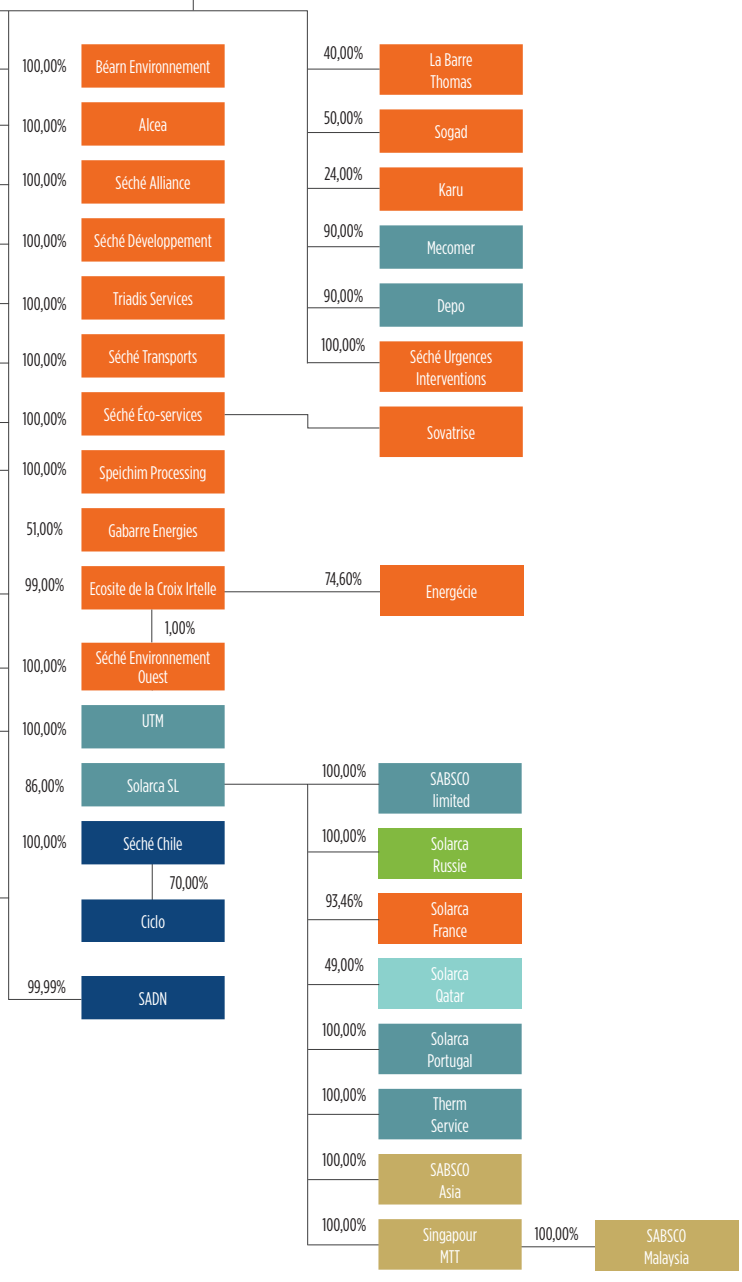 100,00%
Béarn Environnement
100,00%
Alcea
100,00%
Séché Alliance
100,00%
Séché Développement
100,00%
Triadis Services
100,00%
Séché Transports
100,00%
Séché Éco-services
100,00%
Speichim Processing
51,00%
Gabarre Energies
99,00%
Ecosite de la Croix Irtelle
1,00%
100,00%
Séché Environnement
Ouest
100,00%
UTM
86,00%
Solarca SL
100,00%
Séché Chile
70,00%
Ciclo
99,99%
SADN
40,00%
La Barre
Thomas
50,00%
Sogad
24,00%
Karu
90,00%
Mecomer
90,00%
Depo
100,00%
Séché Urgences
Interventions
Sovatrise
74,60%
Energécie
100,00%
SABSCO
limited
100,00%
Solarca
Russie
93,46%
Solarca
France
49,00%
Solarca
Qatar
100,00%
Solarca
Portugal
100,00%
Therm
Service
100,00%
SABSCO
Asia
100,00%
Singapour
MTT
100,00%
SABSCO
Malaysia